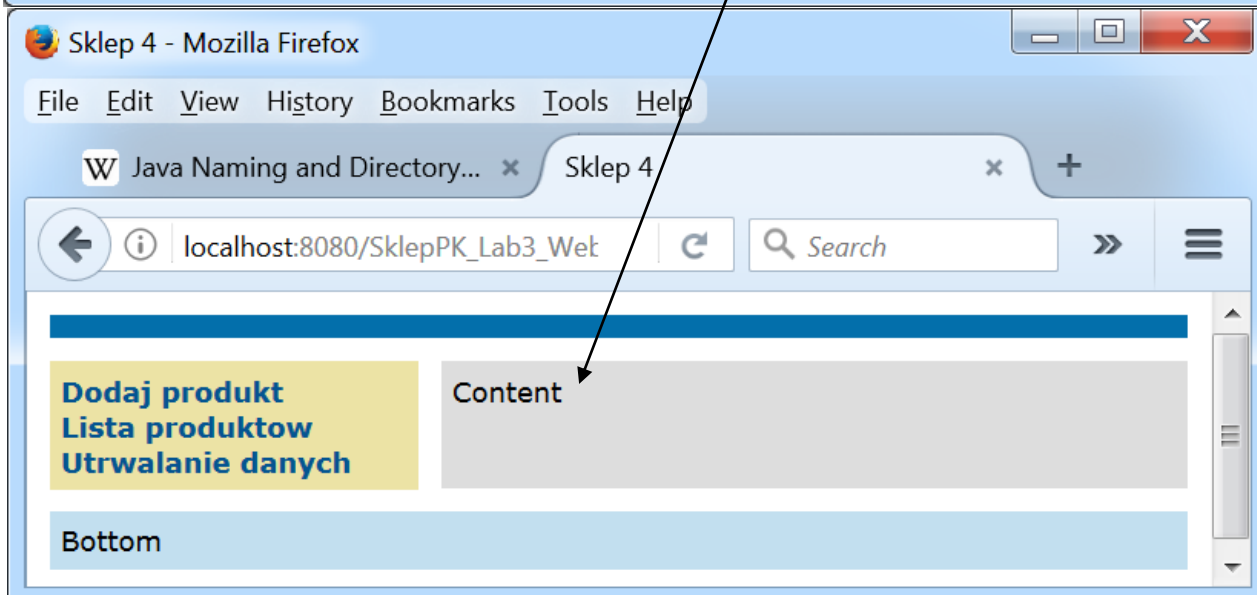 Sklep 4 - Mozilla Firefox
File Edit View History Bookmarks Tools Help
W Java Naming and Directory... × Sklep 4 × +
localhost:8080/SklepPK_Lab3_Wet Search
Dodaj produkt
Lista produktow
Utrwalanie danych
Content
Bottom